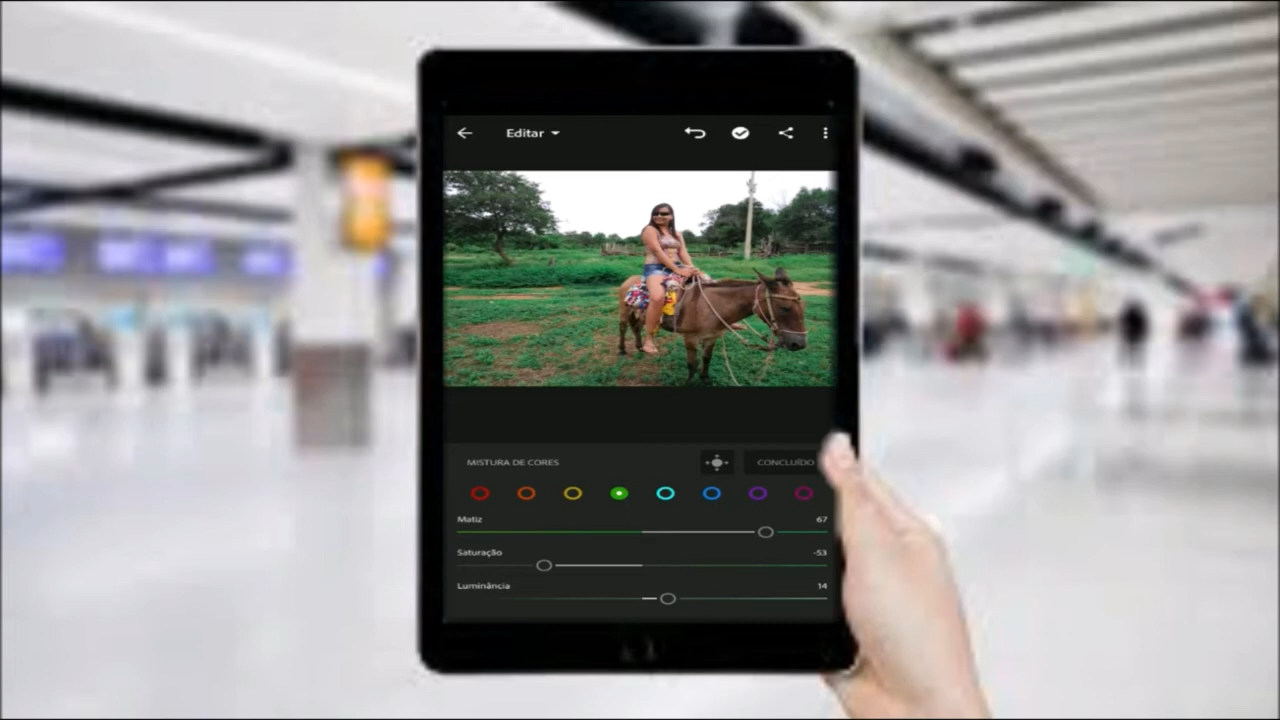 Editar
MISTURA DE CORES
CONCLUÍDO
Matiz 67
Saturação -53
Luminância 14